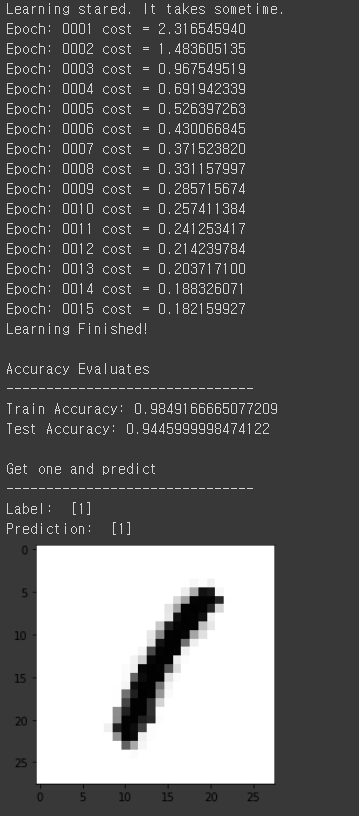 Learning stared. It takes sometime.
Epoch: 0001 cost = 2.316545940
Epoch: 0002 cost = 1.483605135
Epoch: 0003 cost = 0.967549519
Epoch: 0004 cost = 0.691942339
Epoch: 0005 cost = 0.526397263
Epoch: 0006 cost = 0.430066845
Epoch: 0007 cost = 0.371523820
Epoch: 0008 cost = 0.331157997
Epoch: 0009 cost = 0.285715674
Epoch: 0010 cost = 0.257411384
Epoch: 0011 cost = 0.241253417
Epoch: 0012 cost = 0.214239784
Epoch: 0013 cost = 0.203717100
Epoch: 0014 cost = 0.188326071
Epoch: 0015 cost = 0.182159927
Learning Finished!
Accuracy Evaluates
-------------------------------
Train Accuracy: 0.9849166665077209
Test Accuracy: 0.9445999998474122
Get one and predict
-------------------------------
Label:  [1]
Prediction:  [1]
0
5
10
15
20
25
0 5 10 15 20 25